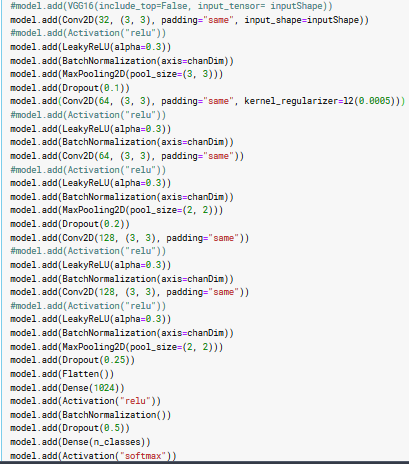 #model.add(VGG16(include_top=False, input_tensor= inputShape))
model.add(Conv2D(32, (3, 3), padding="same", input_shape=inputShape))
#model.add(Activation("relu"))
model.add(LeakyReLU(alpha=0.3))
model.add(BatchNormalization(axis=chanDim))
model.add(MaxPooling2D(pool_size=(3, 3)))
model.add(Dropout(0.1))
model.add(Conv2D(64, (3, 3), padding="same", kernel_regularizer=l2(0.0005)))
#model.add(Activation("relu"))
model.add(LeakyReLU(alpha=0.3))
model.add(BatchNormalization(axis=chanDim))
model.add(Conv2D(64, (3, 3), padding="same"))
#model.add(Activation("relu"))
model.add(LeakyReLU(alpha=0.3))
model.add(BatchNormalization(axis=chanDim))
model.add(MaxPooling2D(pool_size=(2, 2)))
model.add(Dropout(0.2))
model.add(Conv2D(128, (3, 3), padding="same"))
#model.add(Activation("relu"))
model.add(LeakyReLU(alpha=0.3))
model.add(BatchNormalization(axis=chanDim))
model.add(Conv2D(128, (3, 3), padding="same"))
#model.add(Activation("relu"))
model.add(LeakyReLU(alpha=0.3))
model.add(BatchNormalization(axis=chanDim))
model.add(MaxPooling2D(pool_size=(2, 2)))
model.add(Dropout(0.25))
model.add(Flatten())
model.add(Dense(1024))
model.add(Activation("relu"))
model.add(BatchNormalization())
model.add(Dropout(0.5))
model.add(Dense(n_classes))
model.add(Activation("softmax"))